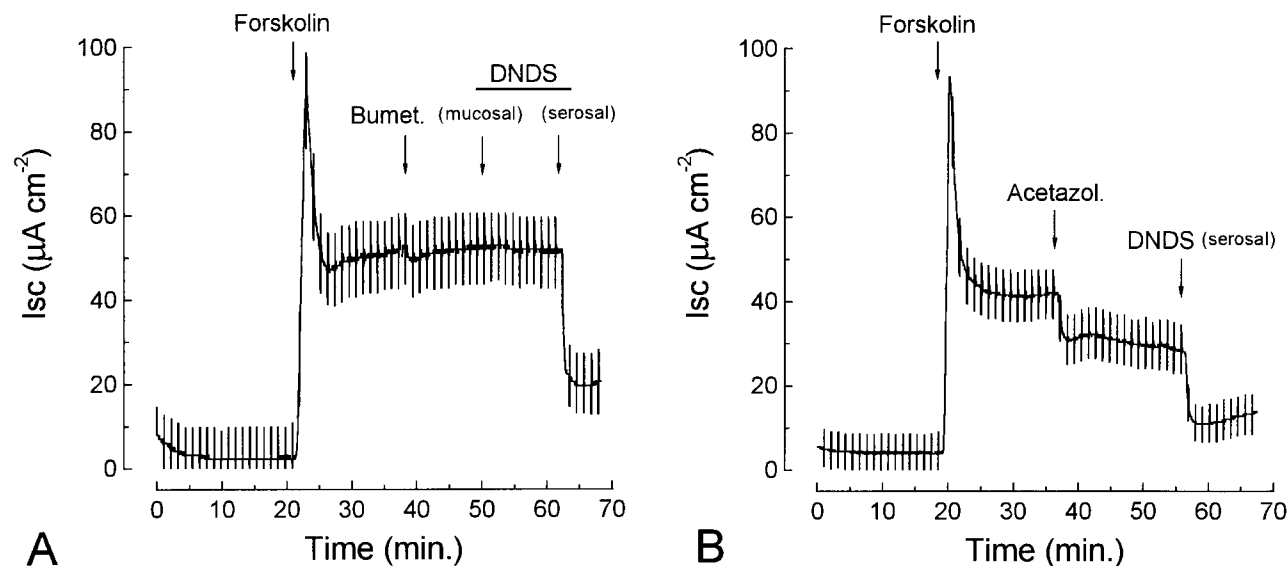 Forskolin
DNDS
Bumet. (mucosal) (serosal)
100
80
60
40
20
0
Isc (µA cm⁻²)
0 10 20 30 40 50 60 70
Time (min.)
A
Forskolin
Acetazol.
DNDS (serosal)
100
80
60
40
20
0
Isc (µA cm⁻²)
0 10 20 30 40 50 60 70
Time (min.)
B